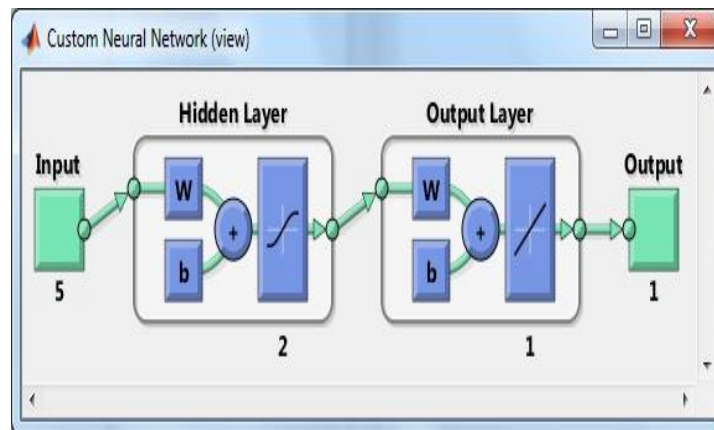 Custom Neural Network (view)
Hidden Layer
Output Layer
Input
Output
W
W
+
+
b
b
5
1
2
1